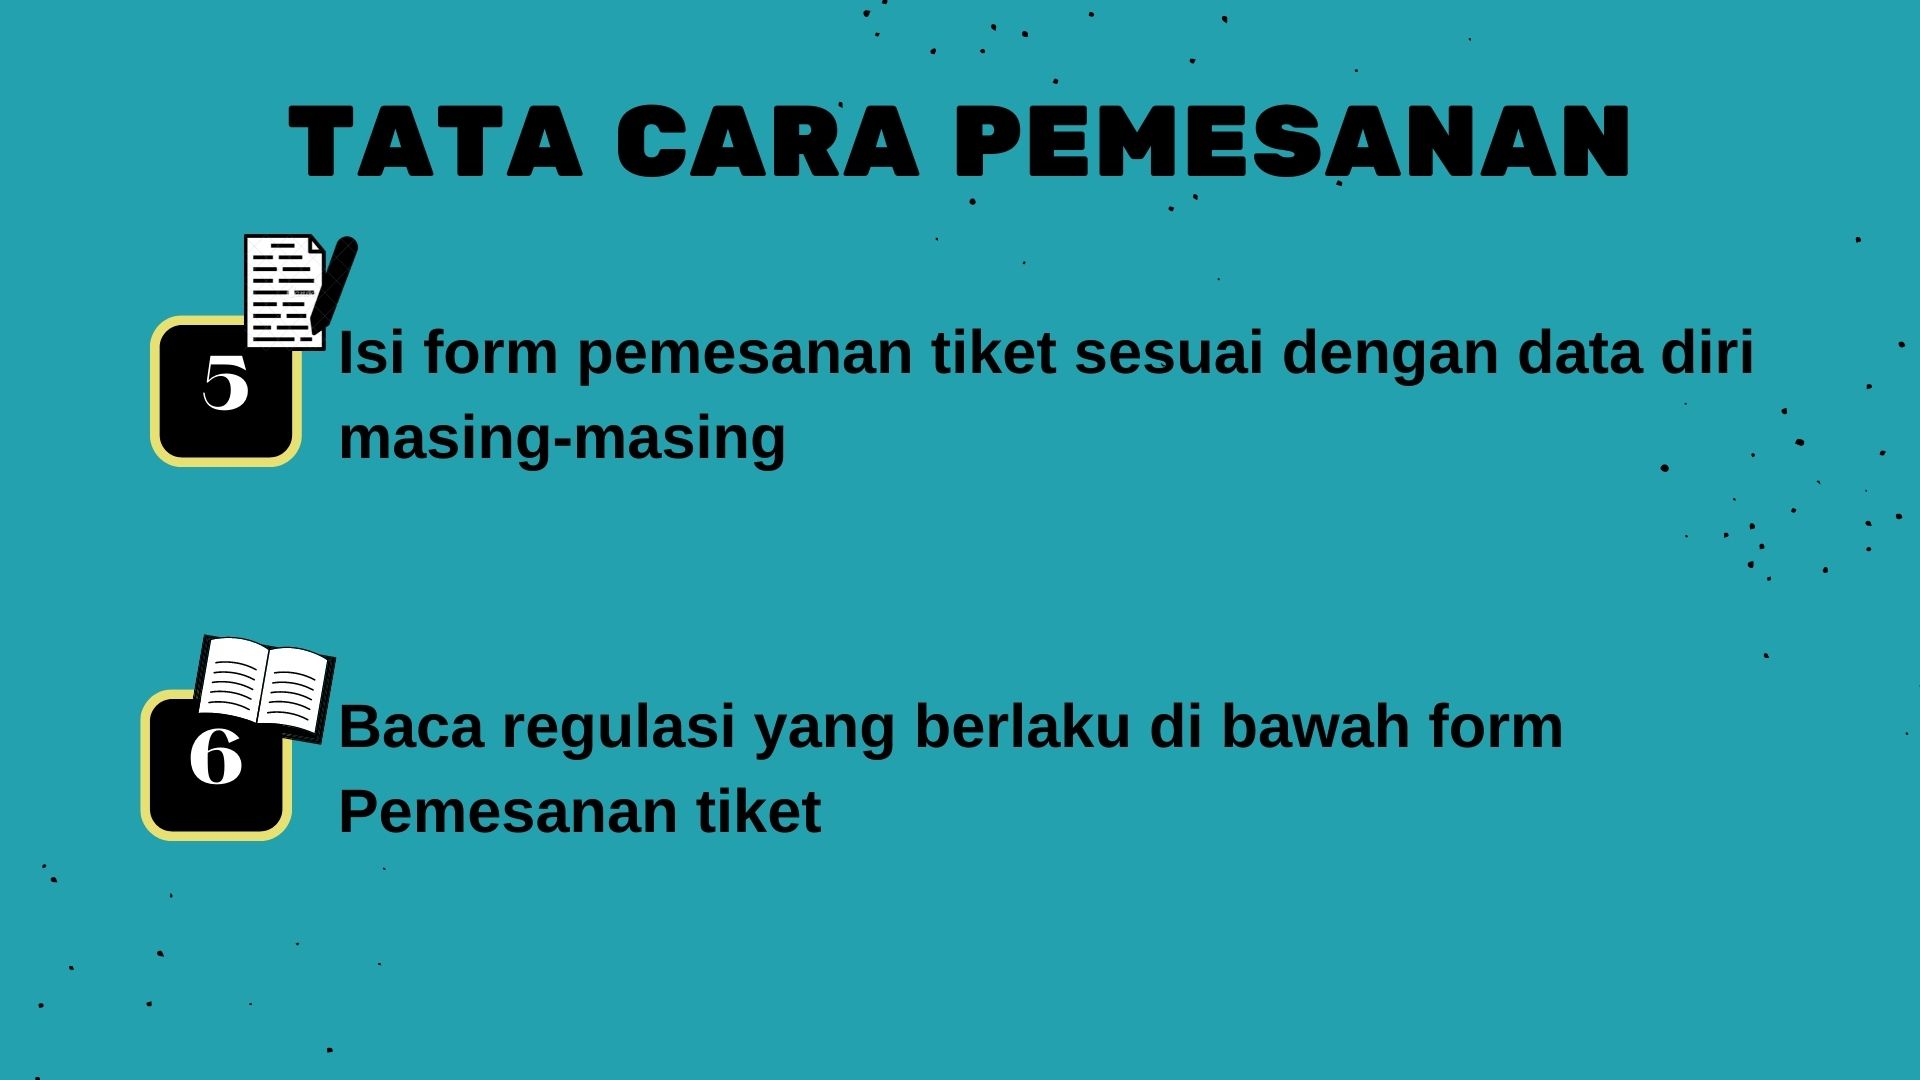 TATA CARA PEMESANAN
5
Isi form pemesanan tiket sesuai dengan data diri
masing-masing
6
Baca regulasi yang berlaku di bawah form
Pemesanan tiket